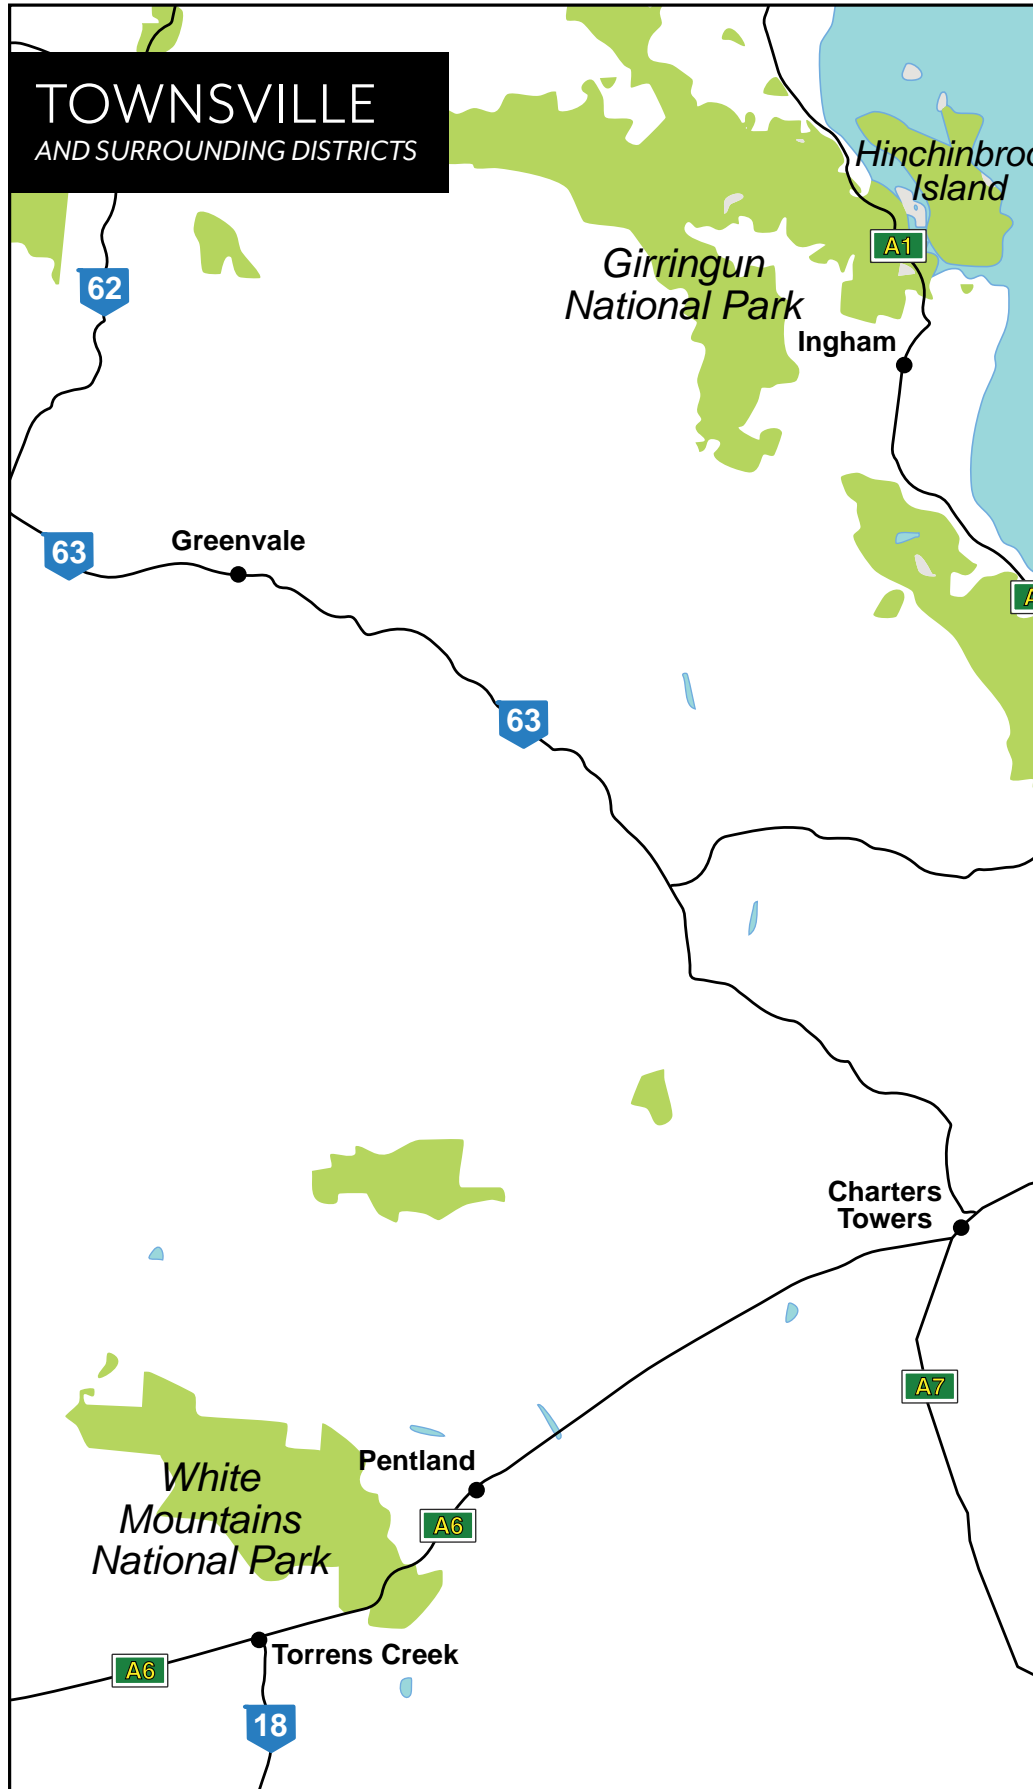 TOWNSVILLE
AND SURROUNDING DISTRICTS
Island
A1
Girringun
National Park
62
Ingham
63
Greenvale
63
Charters
Towers
A7
Pentland
White
Mountains
National Park
A6
Torrens Creek
A6
18